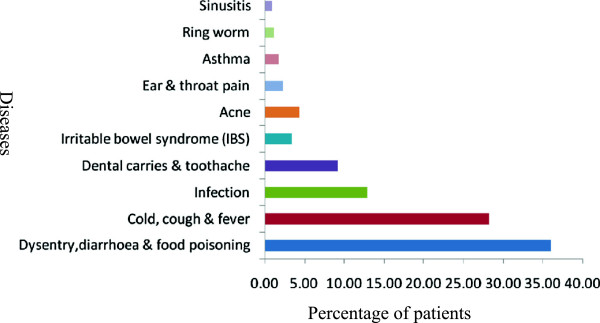 Diseases
Sinusitis
Ring worm
Asthma
Ear & throat pain
Acne
Irritable bowel syndrome (IBS)
Dental carries & toothache
Infection
Cold, cough & fever
Dysentry,diarrhoea & food poisoning
0.00 5.00 10.00 15.00 20.00 25.00 30.00 35.00 40.00
Percentage of patients